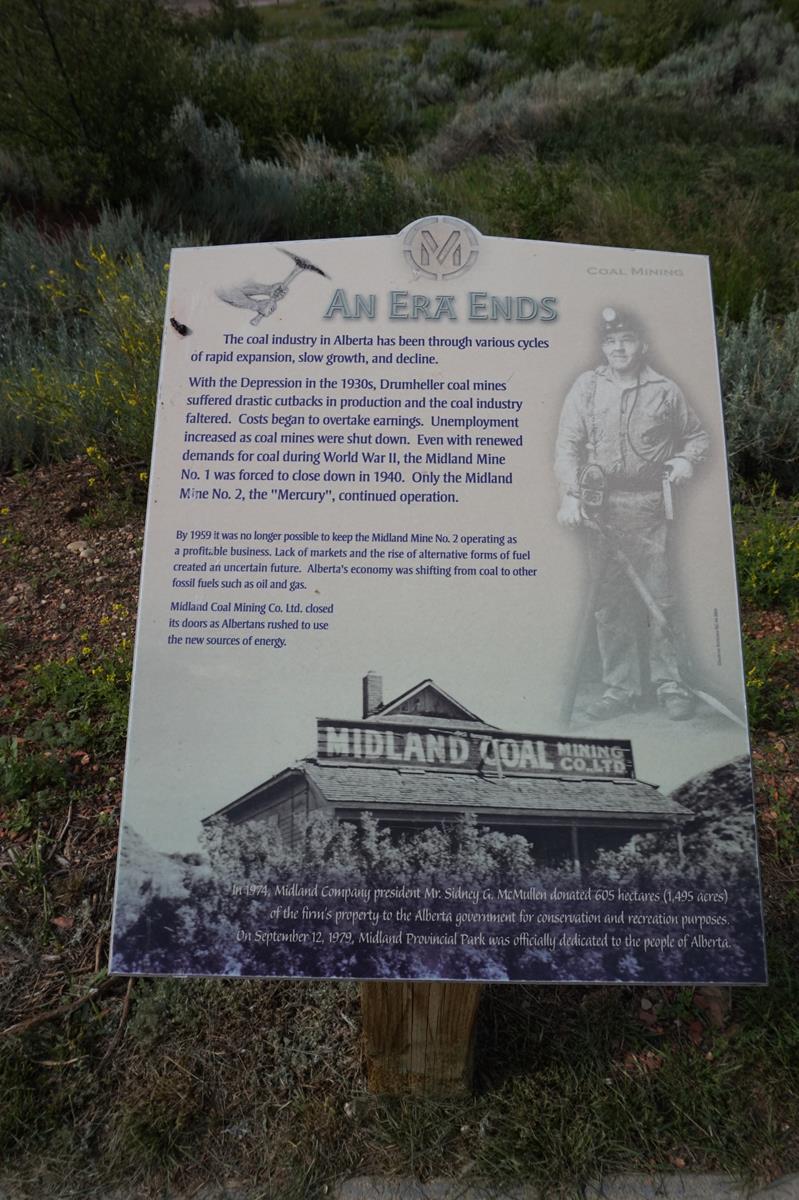 M
COAL MINING
AN ERA ENDS
The coal industry in Alberta has been through various cycles
of rapid expansion, slow growth, and decline.
With the Depression in the 1930s, Drumheller coal mines
suffered drastic cutbacks in production and the coal industry
faltered. Costs began to overtake earnings. Unemployment
increased as coal mines were shut down. Even with renewed
demands for coal during World War II, the Midland Mine
No. 1 was forced to close down in 1940. Only the Midland
Mine No. 2, the "Mercury", continued operation.
By 1959 it was no longer possible to keep the Midland Mine No. 2 operating as
a profitable business. Lack of markets and the rise of alternative forms of fuel
created an uncertain future. Alberta's economy was shifting from coal to other
fossil fuels such as oil and gas.
Midland Coal Mining Co. Ltd. closed
its doors as Albertans rushed to use
the new sources of energy.
MIDLAND COAL MINING
CO. LTD
In 1974, Midland Company president Mr. Sidney G. McMullen donated 605 hectares (1,495 acres)
of the firm's property to the Alberta government for conservation and recreation purposes.
On September 12, 1979, Midland Provincial Park was officially dedicated to the people of Alberta.